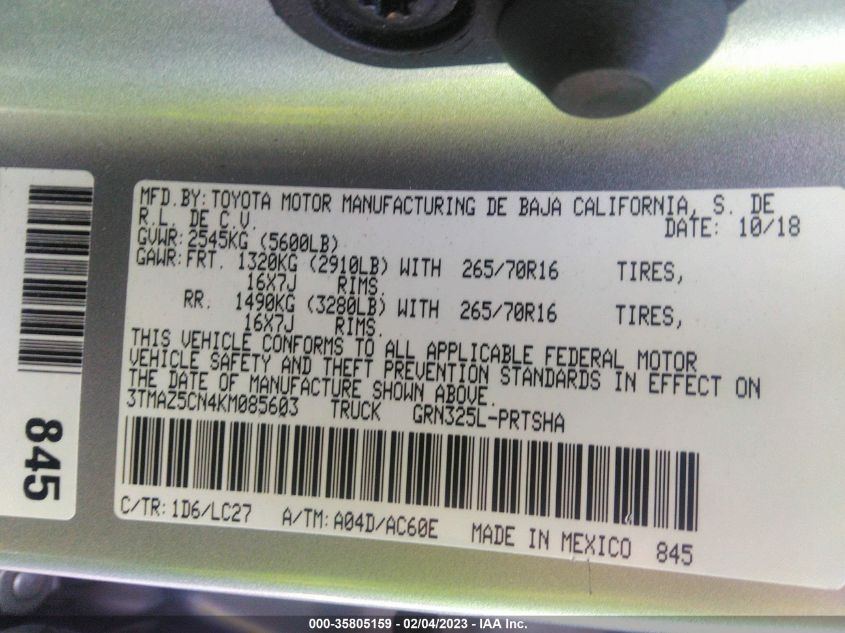 MFD.BY:TOYOTA MOTOR MANUFACTURING DE BAJA CALIFORNIA, S. DE
R.L. DE C.V. DATE: 10/18
GVWR:2545KG (5600LB)
GAWR:FRT. 1320KG (2910LB) WITH 265/70R16 TIRES,
16X7J RIMS.
RR. 1490KG (3280LB) WITH 265/70R16 TIRES,
16X7J RIMS.
THIS VEHICLE CONFORMS TO ALL APPLICABLE FEDERAL MOTOR
VEHICLE SAFETY AND THEFT PREVENTION STANDARDS IN EFFECT ON
THE DATE OF MANUFACTURE SHOWN ABOVE.
3TMAZ5CN4KM085603 TRUCK GRN325L-PRTSHA
C/TR:1D6/LC27 A/TM:A04D/AC60E MADE IN MEXICO 845
845
000-35805159 - 02/04/2023 - IAA Inc.